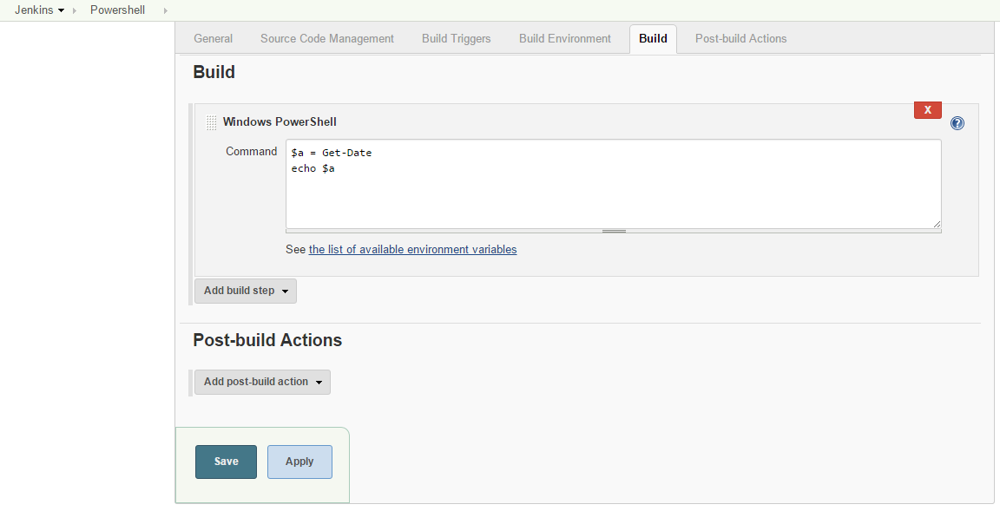 Jenkins Powershell
General Source Code Management Build Triggers Build Environment Build Post-build Actions
Build
X
Windows PowerShell
?
Command
$a = Get-Date
echo $a
See the list of available environment variables
Add build step
Post-build Actions
Add post-build action
Save Apply